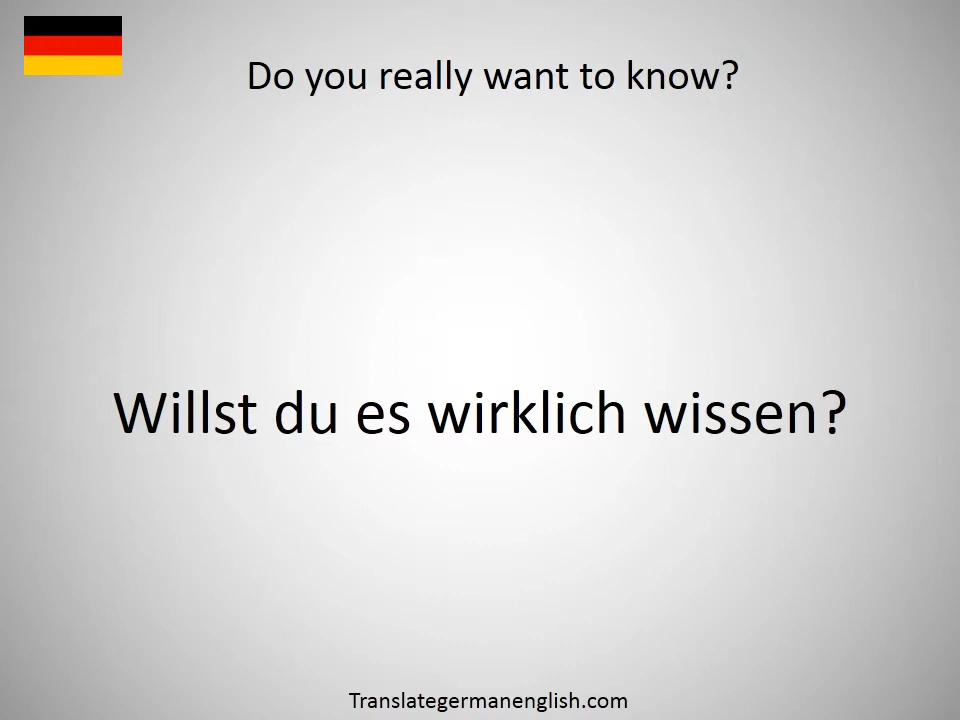 Do you really want to know?
Willst du es wirklich wissen?
Translategermanenglish.com